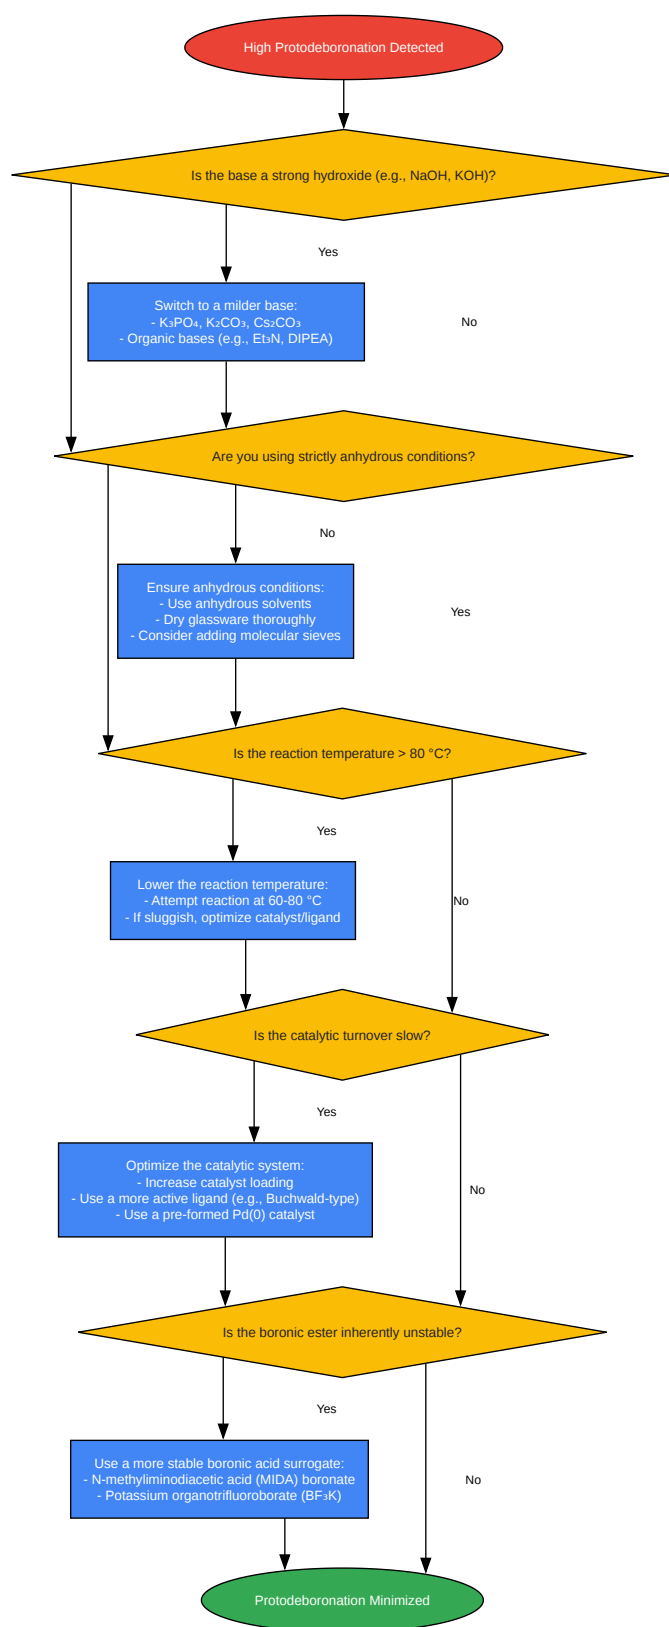 High Protodeboronation Detected
Is the base a strong hydroxide (e.g., NaOH, KOH)?
Yes
Switch to a milder base:
- K₃PO₄, K₂CO₃, Cs₂CO₃
- Organic bases (e.g., Et₃N, DIPEA)
No
Are you using strictly anhydrous conditions?
No
Ensure anhydrous conditions:
- Use anhydrous solvents
- Dry glassware thoroughly
- Consider adding molecular sieves
Yes
Is the reaction temperature > 80 °C?
Yes
Lower the reaction temperature:
- Attempt reaction at 60-80 °C
- If sluggish, optimize catalyst/ligand
No
Is the catalytic turnover slow?
Yes
Optimize the catalytic system:
- Increase catalyst loading
- Use a more active ligand (e.g., Buchwald-type)
- Use a pre-formed Pd(0) catalyst
No
Is the boronic ester inherently unstable?
Yes
Use a more stable boronic acid surrogate:
- N-methyliminodiacetic acid (MIDA) boronate
- Potassium organotrifluoroborate (BF₃K)
No
Protodeboronation Minimized